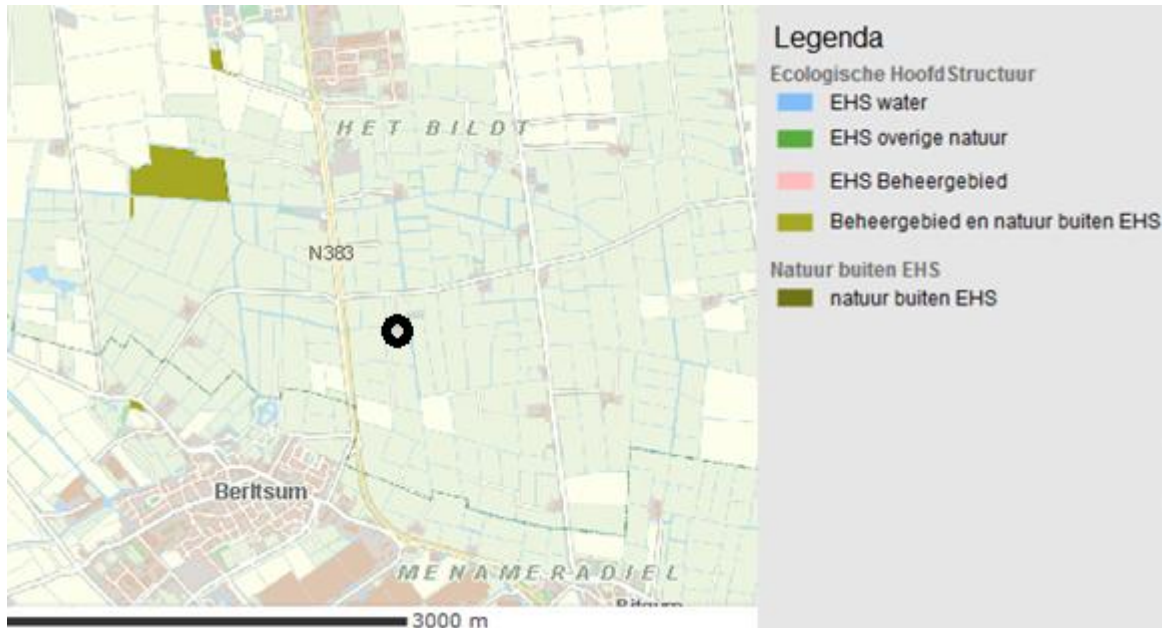 HET BILDT
N383
Berltsum
MENAMERADIEL
3000 m
Legenda
Ecologische HoofdStructuur
EHS water
EHS overige natuur
EHS Beheergebied
Beheergebied en natuur buiten EHS
Natuur buiten EHS
natuur buiten EHS